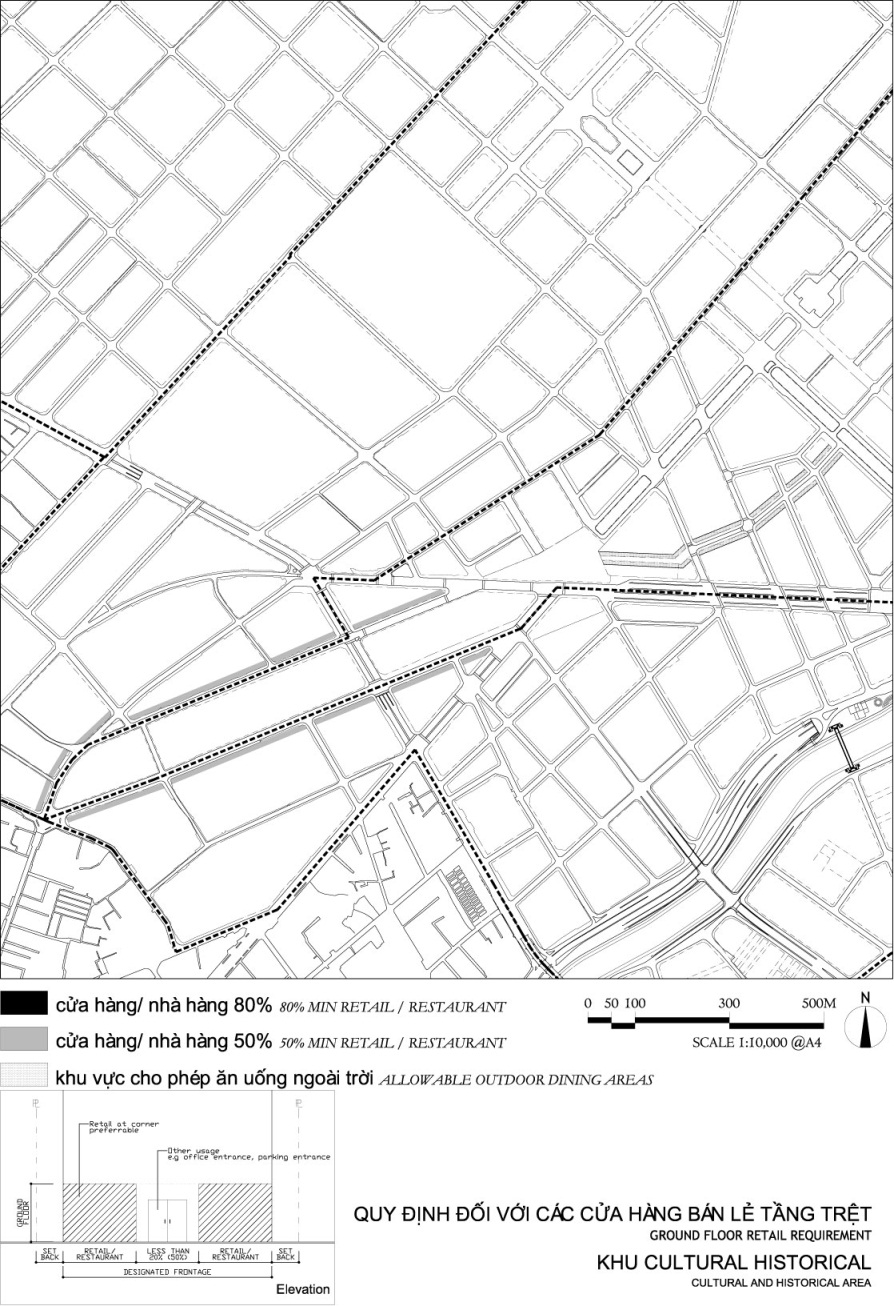 cửa hàng/ nhà hàng 80% 80% MIN RETAIL / RESTAURANT
cửa hàng/ nhà hàng 50% 50% MIN RETAIL / RESTAURANT
khu vực cho phép ăn uống ngoài trời ALLOWABLE OUTDOOR DINING AREAS
0 50 100 300 500M
SCALE 1:10,000 @A4
N
PL PL
Retail at corner
preferrable
Other usage
e.g office entrance, parking entrance
GROUND
FLOOR
SET
BACK
RETAIL/
RESTAURANT
LESS THAN
20% (50%)
RETAIL/
RESTAURANT
SET
BACK
DESIGNATED FRONTAGE
Elevation
QUY ĐỊNH ĐỐI VỚI CÁC CỬA HÀNG BÁN LẺ TẦNG TRỆT
GROUND FLOOR RETAIL REQUIREMENT
KHU CULTURAL HISTORICAL
CULTURAL AND HISTORICAL AREA